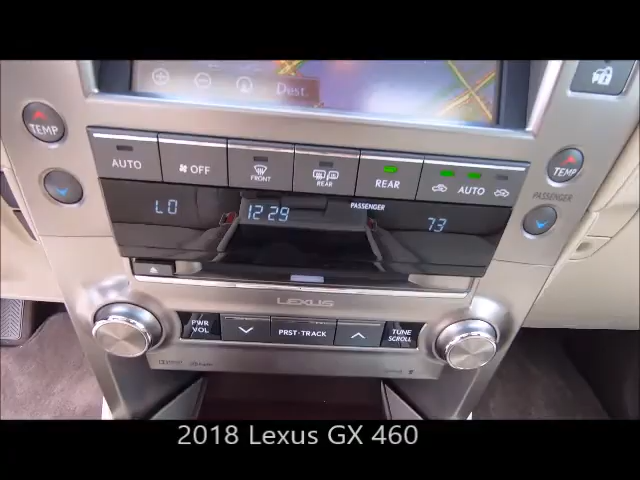 Dest.
TEMP
AUTO
OFF
FRONT
REAR
REAR
AUTO
TEMP
PASSENGER
LO
12:29
PASSENGER
73
LEXUS
PWR
VOL
PRST·TRACK
TUNE
SCROLL
2018 Lexus GX 460